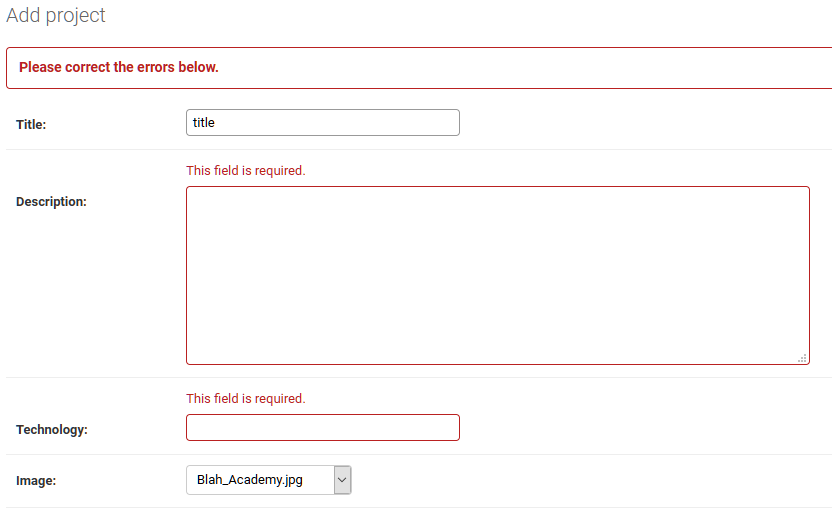 Add project
Please correct the errors below.
Title:
title
This field is required.
Description:
This field is required.
Technology:
Image:
Blah_Academy.jpg